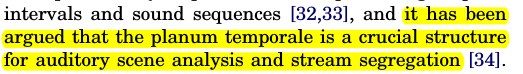 intervals and sound sequences [32,33], and it has been
argued that the planum temporale is a crucial structure
for auditory scene analysis and stream segregation [34].